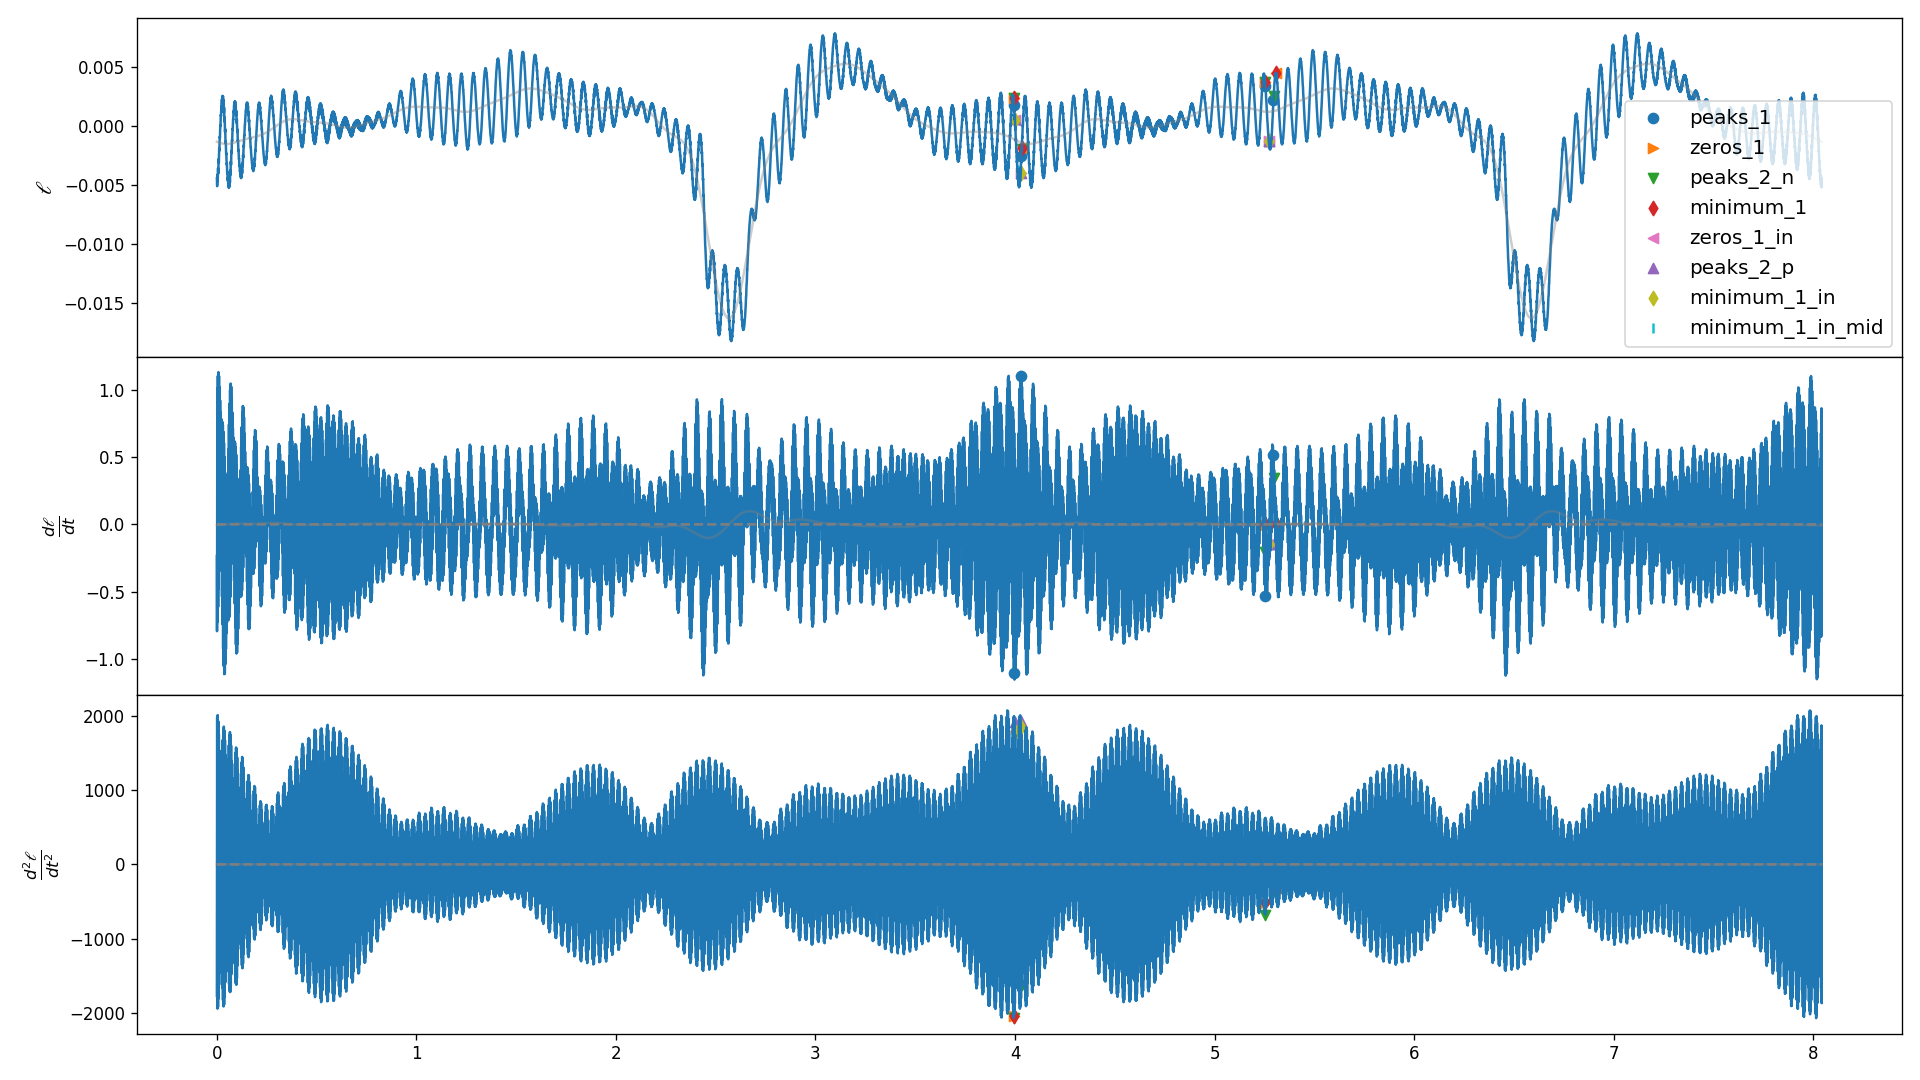 0.005
0.000
−0.005
−0.010
−0.015
ℓ
peaks_1
zeros_1
peaks_2_n
minimum_1
zeros_1_in
peaks_2_p
minimum_1_in
minimum_1_in_mid
1.0
0.5
0.0
−0.5
−1.0
dℓ
dt
2000
1000
0
−1000
−2000
d²ℓ
dt²
0 1 2 3 4 5 6 7 8